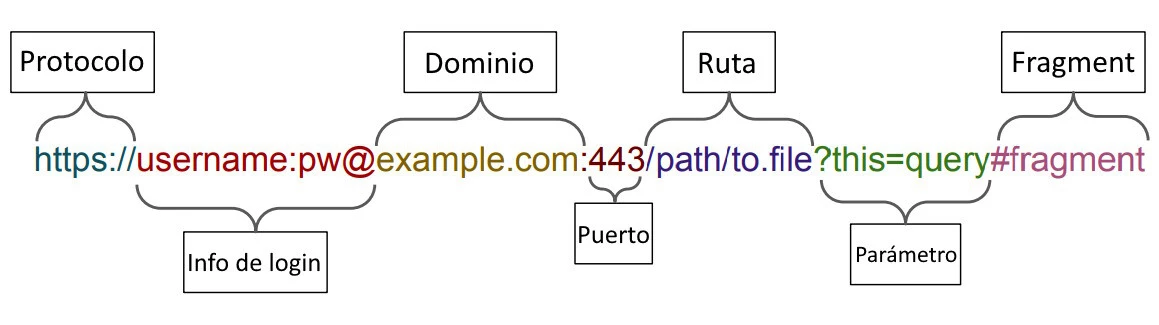 Protocolo
Dominio
Ruta
Fragment
https://username:pw@example.com:443/path/to.file?this=query#fragment
Info de login
Puerto
Parámetro